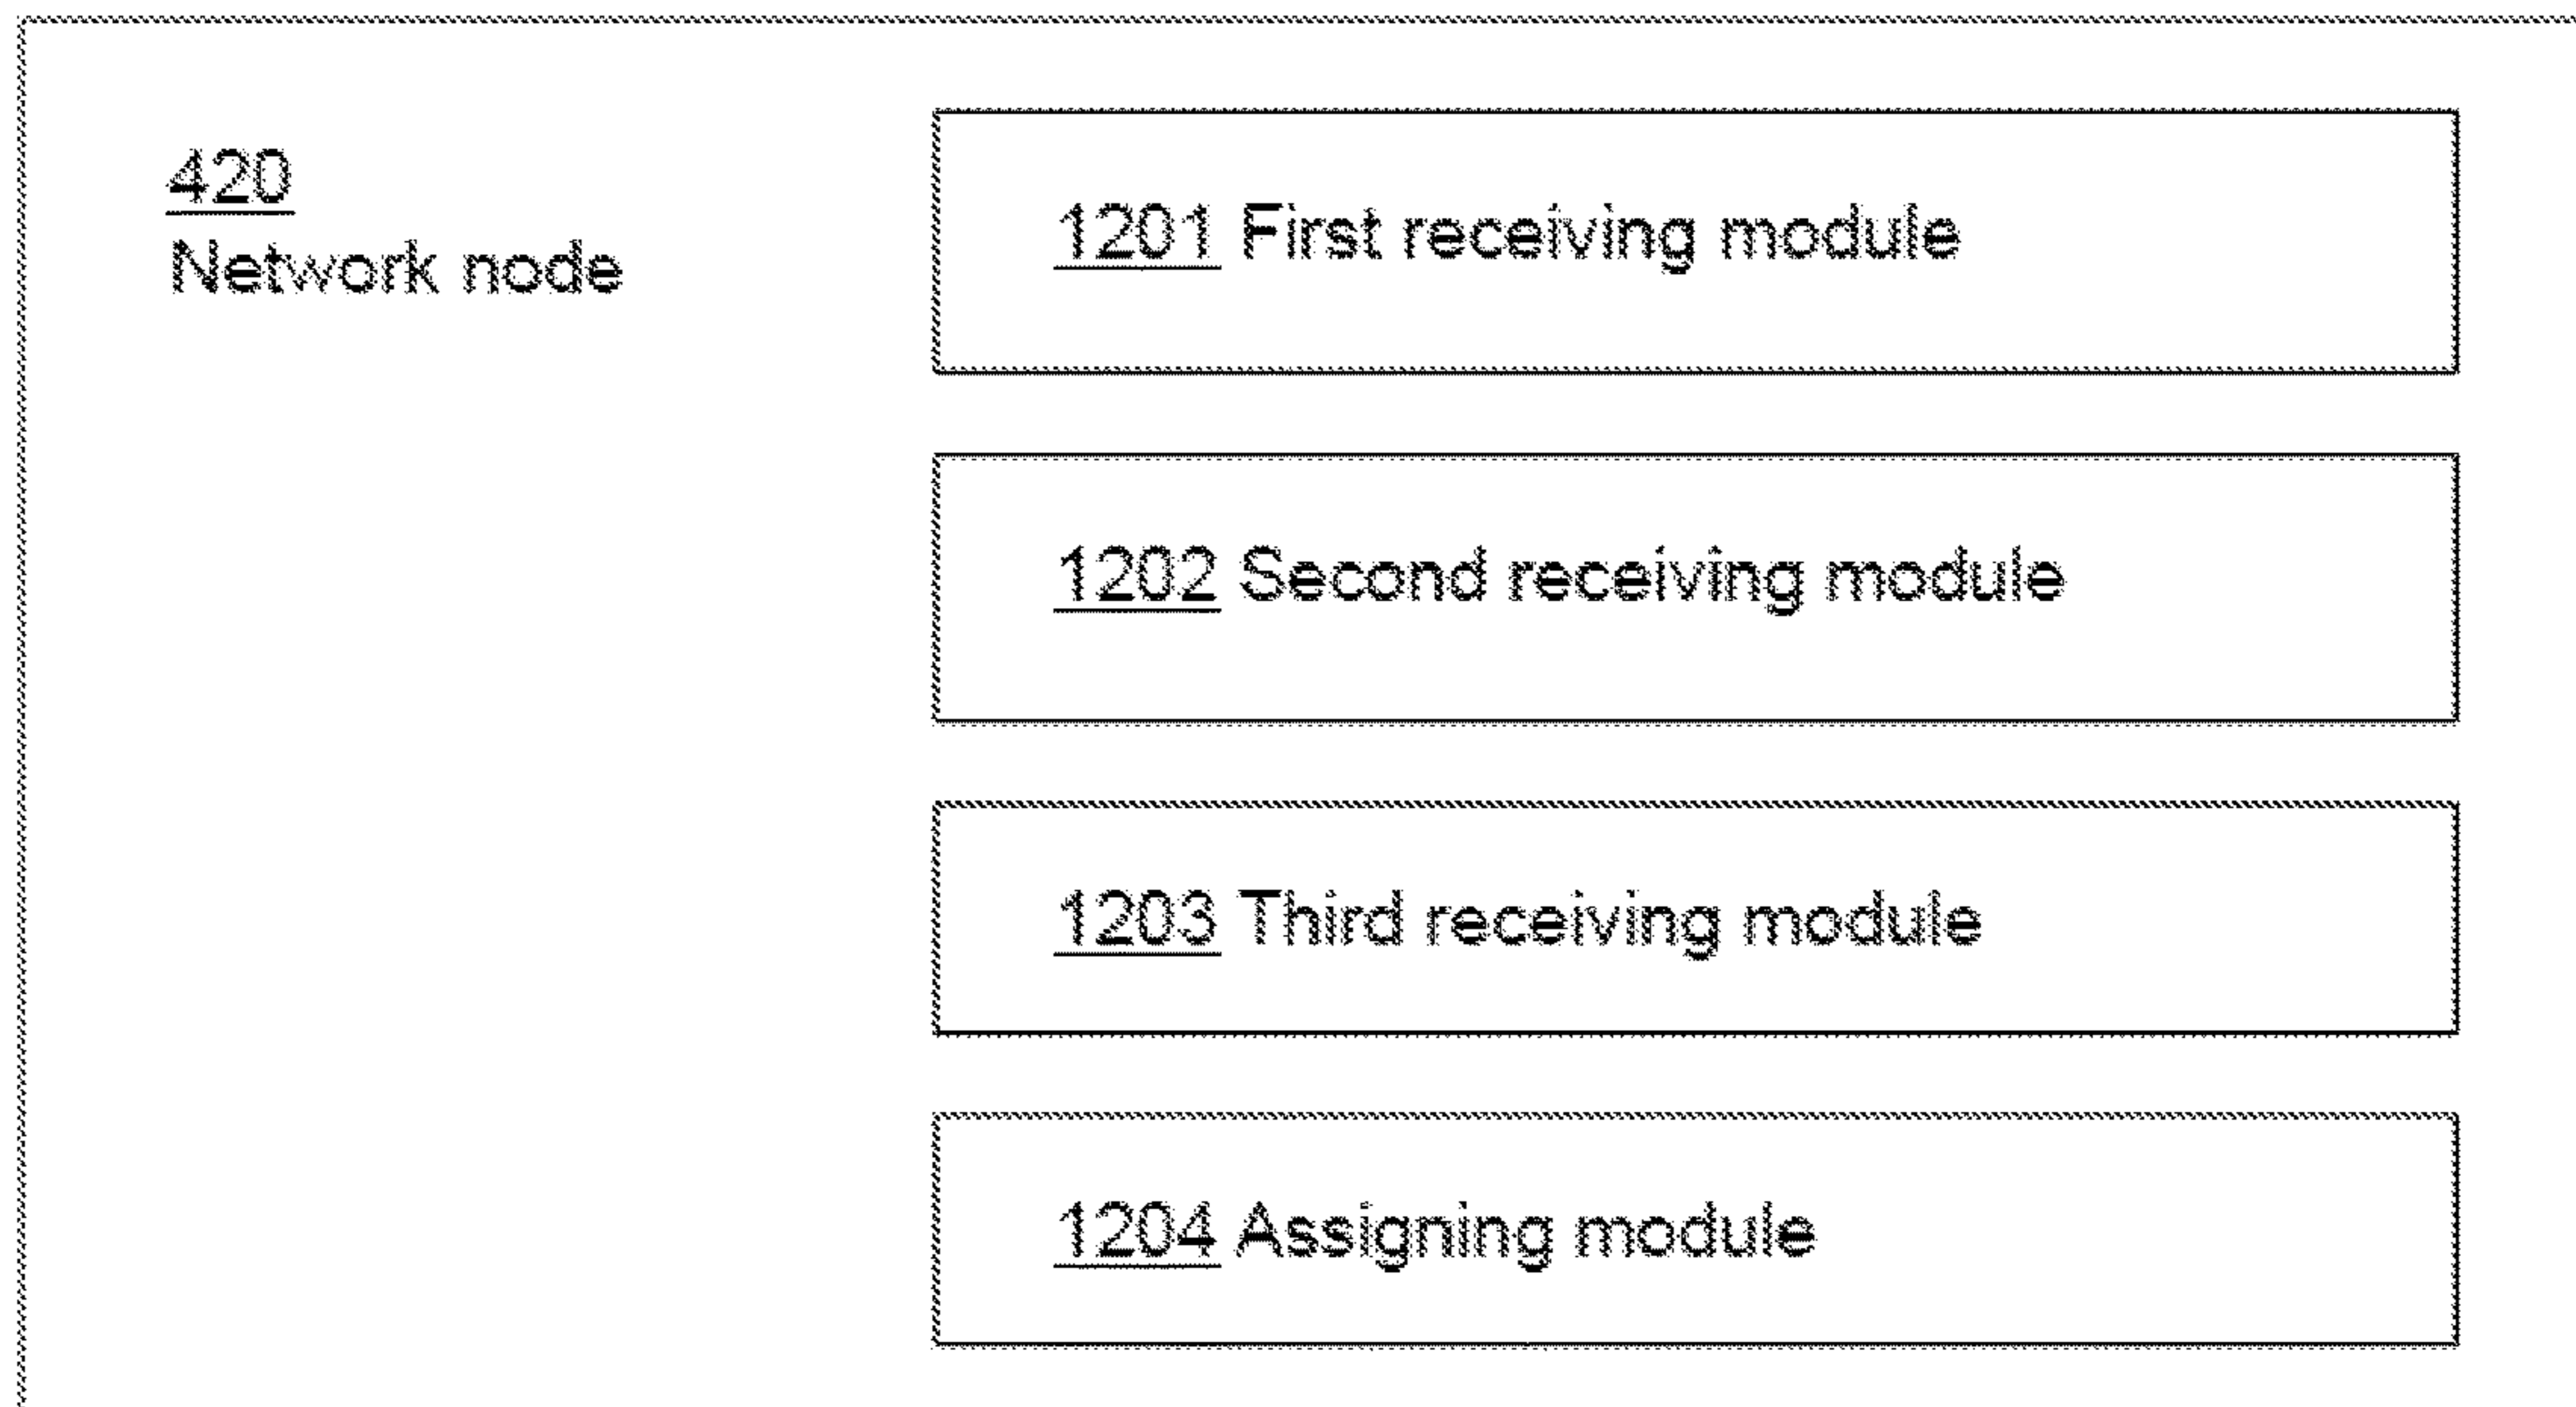 420
Network node
1201 First receiving module
1202 Second receiving module
1203 Third receiving module
1204 Assigning module